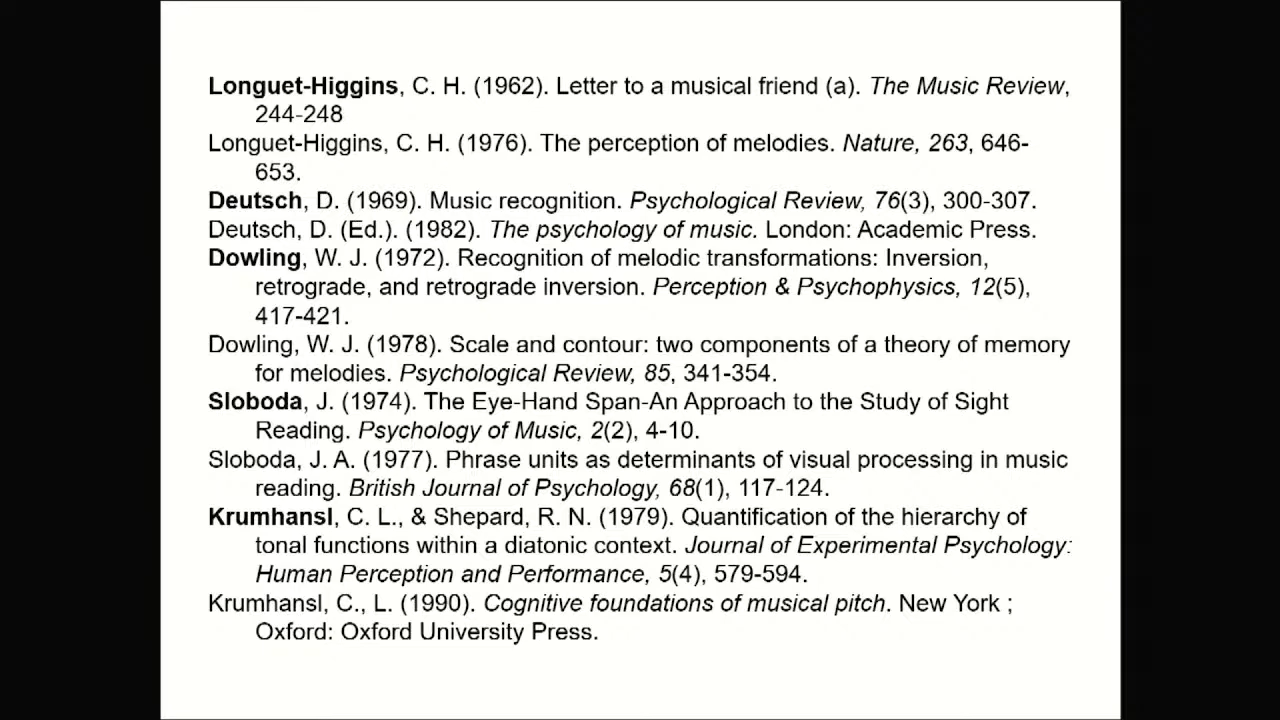 Longuet-Higgins, C. H. (1962). Letter to a musical friend (a). The Music Review,
244-248
Longuet-Higgins, C. H. (1976). The perception of melodies. Nature, 263, 646-
653.
Deutsch, D. (1969). Music recognition. Psychological Review, 76(3), 300-307.
Deutsch, D. (Ed.). (1982). The psychology of music. London: Academic Press.
Dowling, W. J. (1972). Recognition of melodic transformations: Inversion,
retrograde, and retrograde inversion. Perception & Psychophysics, 12(5),
417-421.
Dowling, W. J. (1978). Scale and contour: two components of a theory of memory
for melodies. Psychological Review, 85, 341-354.
Sloboda, J. (1974). The Eye-Hand Span-An Approach to the Study of Sight
Reading. Psychology of Music, 2(2), 4-10.
Sloboda, J. A. (1977). Phrase units as determinants of visual processing in music
reading. British Journal of Psychology, 68(1), 117-124.
Krumhansl, C. L., & Shepard, R. N. (1979). Quantification of the hierarchy of
tonal functions within a diatonic context. Journal of Experimental Psychology:
Human Perception and Performance, 5(4), 579-594.
Krumhansl, C., L. (1990). Cognitive foundations of musical pitch. New York ;
Oxford: Oxford University Press.